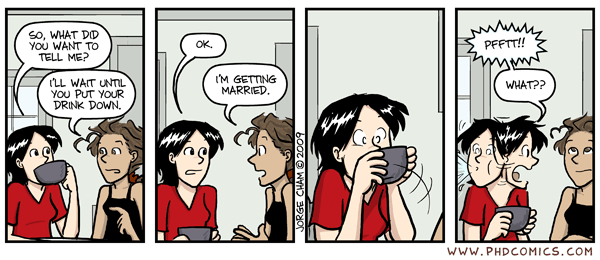 SO, WHAT DID
YOU WANT TO
TELL ME?
I'LL WAIT UNTIL
YOU PUT YOUR
DRINK DOWN.
OK.
I'M GETTING
MARRIED.
JORGE CHAM © 2009
PFFTT!!
WHAT??
WWW.PHDCOMICS.COM